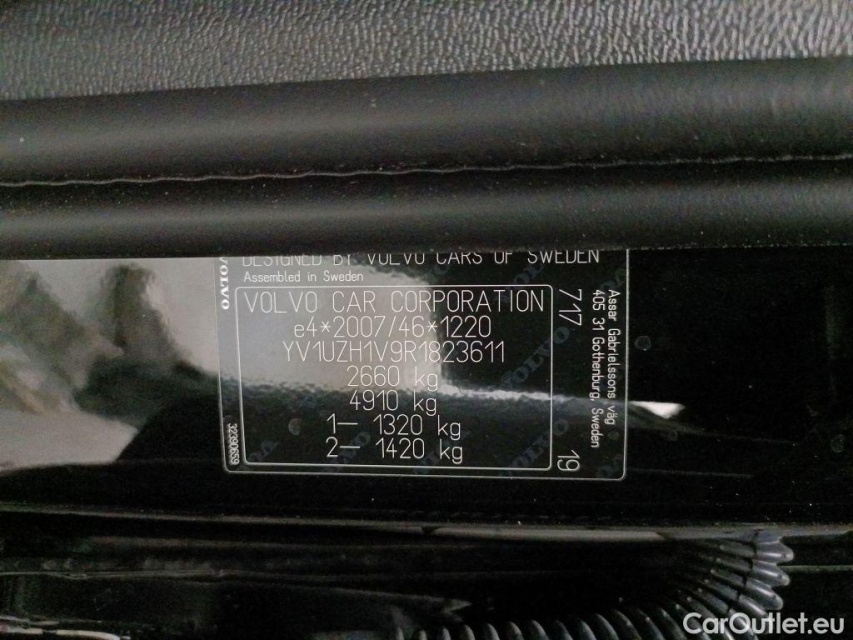 DESIGNED BY VOLVO CARS OF SWEDEN
Assembled in Sweden
VOLVO
VOLVO CAR CORPORATION
e4*2007/46*1220
YV1UZH1V9R1823611
2660 kg
4910 kg
1– 1320 kg
2– 1420 kg
717
19
Assar Gabrielssons väg
405 31 Gothenburg, Sweden
CarOutlet.eu